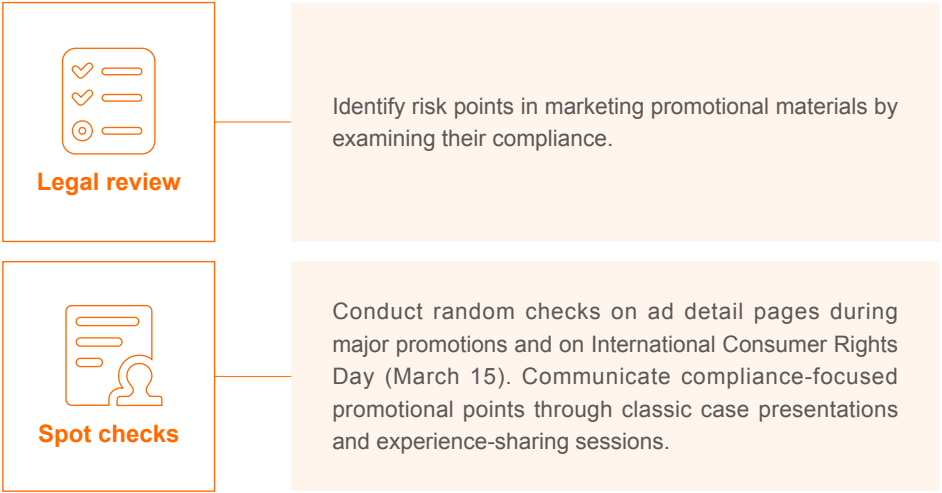 Legal review
Identify risk points in marketing promotional materials by
examining their compliance.
Spot checks
Conduct random checks on ad detail pages during
major promotions and on International Consumer Rights
Day (March 15). Communicate compliance-focused
promotional points through classic case presentations
and experience-sharing sessions.